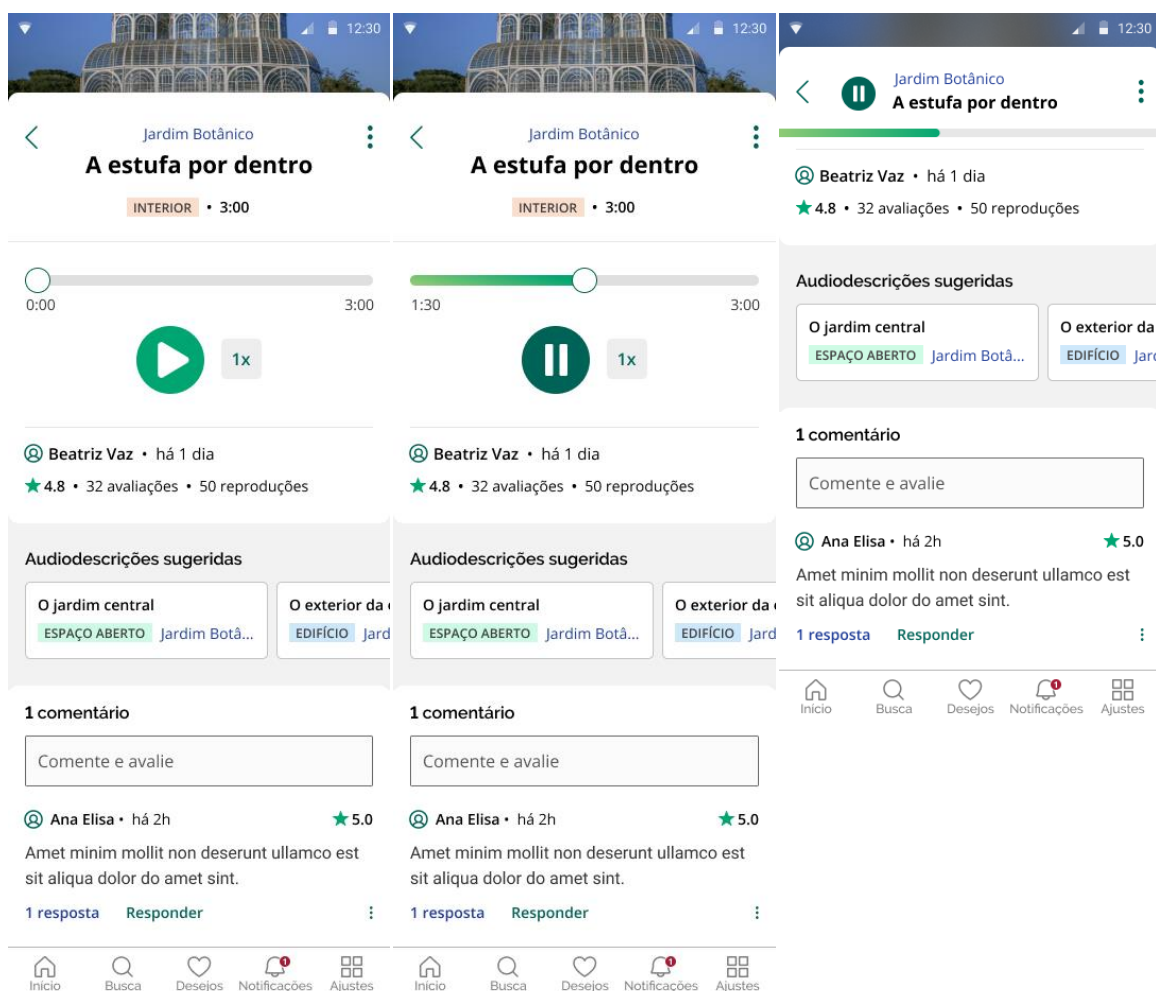 12:30
Jardim Botânico
A estufa por dentro
INTERIOR • 3:00
0:00 3:00
1x
Beatriz Vaz • há 1 dia
4.8 • 32 avaliações • 50 reproduções
Audiodescrições sugeridas
O jardim central O exterior da
ESPAÇO ABERTO Jardim Botâ... EDIFÍCIO Jard
1 comentário
Comente e avalie
Ana Elisa • há 2h 5.0
Amet minim mollit non deserunt ullamco est
sit aliqua dolor do amet sint.
1 resposta Responder
1
Início Busca Desejos Notificações Ajustes
12:30
Jardim Botânico
A estufa por dentro
INTERIOR • 3:00
1:30 3:00
1x
Beatriz Vaz • há 1 dia
4.8 • 32 avaliações • 50 reproduções
Audiodescrições sugeridas
O jardim central O exterior da
ESPAÇO ABERTO Jardim Botâ... EDIFÍCIO Jard
1 comentário
Comente e avalie
Ana Elisa • há 2h 5.0
Amet minim mollit non deserunt ullamco est
sit aliqua dolor do amet sint.
1 resposta Responder
1
Início Busca Desejos Notificações Ajustes
12:30
Jardim Botânico
A estufa por dentro
Beatriz Vaz • há 1 dia
4.8 • 32 avaliações • 50 reproduções
Audiodescrições sugeridas
O jardim central O exterior da
ESPAÇO ABERTO Jardim Botâ... EDIFÍCIO Jar
1 comentário
Comente e avalie
Ana Elisa • há 2h 5.0
Amet minim mollit non deserunt ullamco est
sit aliqua dolor do amet sint.
1 resposta Responder
1
Início Busca Desejos Notificações Ajustes